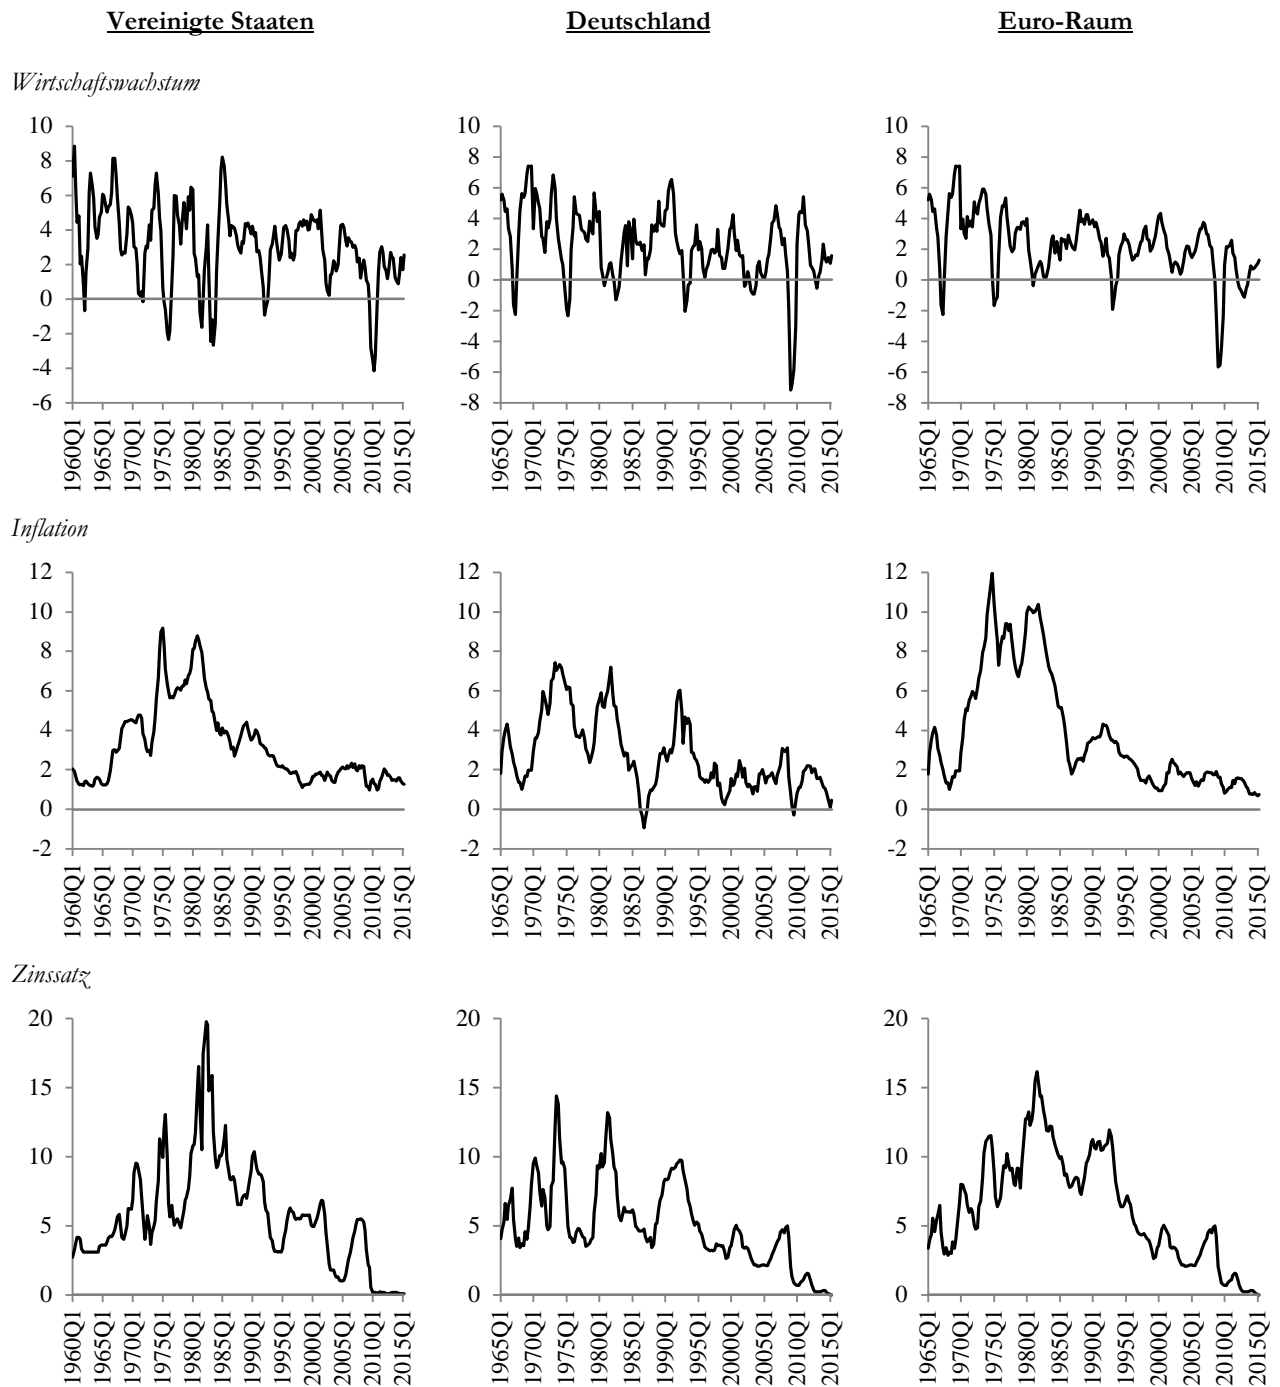 Vereinigte Staaten Deutschland Euro-Raum
Wirtschaftswachstum
10 10 10
8 8 8
6 6 6
4 4 4
2 2 2
0 0 0
-2 -2 -2
-4 -4 -4
-6 -6 -6
-8 -8
1960Q1 1965Q1 1970Q1 1975Q1 1980Q1 1985Q1 1990Q1 1995Q1 2000Q1 2005Q1 2010Q1 2015Q1
1965Q1 1970Q1 1975Q1 1980Q1 1985Q1 1990Q1 1995Q1 2000Q1 2005Q1 2010Q1 2015Q1
1965Q1 1970Q1 1975Q1 1980Q1 1985Q1 1990Q1 1995Q1 2000Q1 2005Q1 2010Q1 2015Q1
Inflation
12 12 12
10 10 10
8 8 8
6 6 6
4 4 4
2 2 2
0 0 0
-2 -2 -2
1960Q1 1965Q1 1970Q1 1975Q1 1980Q1 1985Q1 1990Q1 1995Q1 2000Q1 2005Q1 2010Q1 2015Q1
1965Q1 1970Q1 1975Q1 1980Q1 1985Q1 1990Q1 1995Q1 2000Q1 2005Q1 2010Q1 2015Q1
1965Q1 1970Q1 1975Q1 1980Q1 1985Q1 1990Q1 1995Q1 2000Q1 2005Q1 2010Q1 2015Q1
Zinssatz
20 20 20
15 15 15
10 10 10
5 5 5
0 0 0
1960Q1 1965Q1 1970Q1 1975Q1 1980Q1 1985Q1 1990Q1 1995Q1 2000Q1 2005Q1 2010Q1 2015Q1
1965Q1 1970Q1 1975Q1 1980Q1 1985Q1 1990Q1 1995Q1 2000Q1 2005Q1 2010Q1 2015Q1
1965Q1 1970Q1 1975Q1 1980Q1 1985Q1 1990Q1 1995Q1 2000Q1 2005Q1 2010Q1 2015Q1